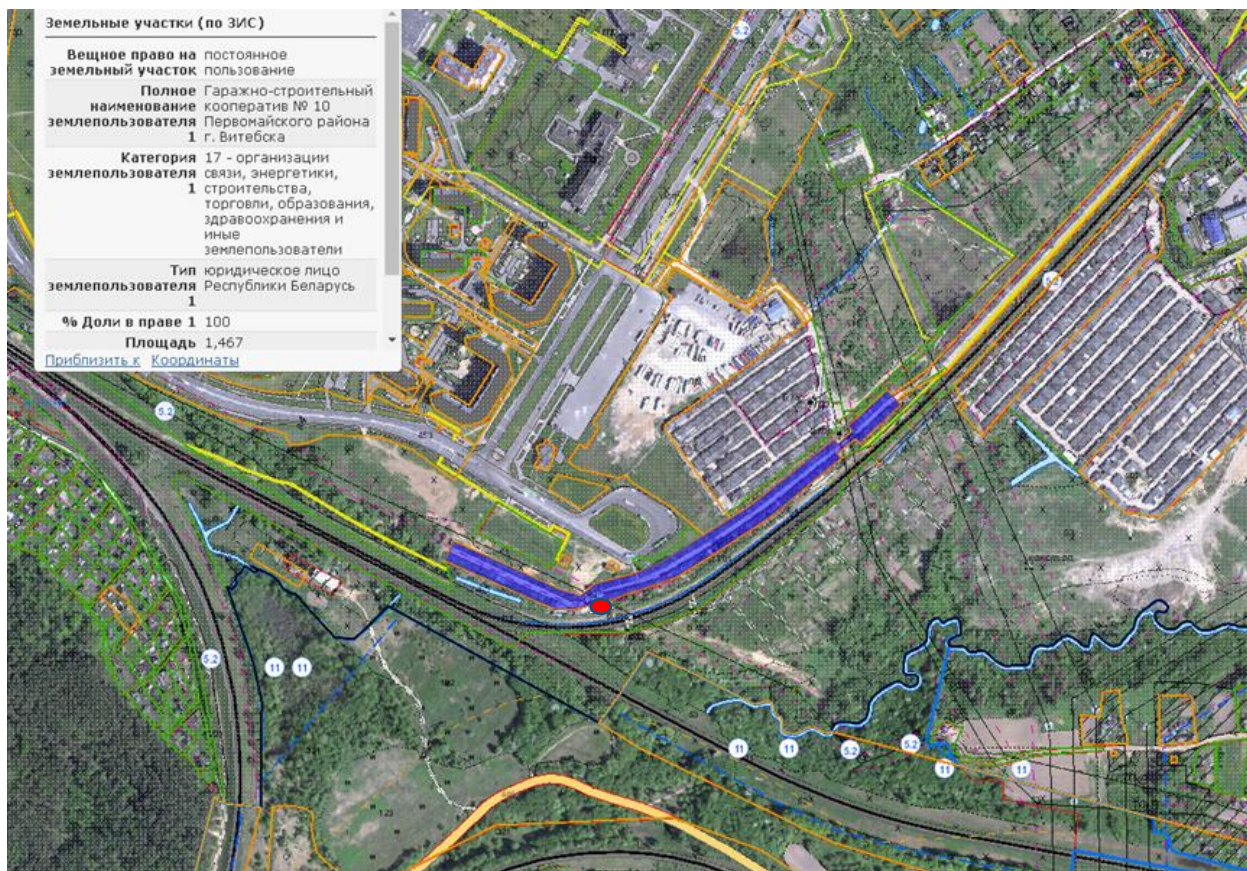 Земельные участки (по ЗИС)
Вещное право на постоянное
земельный участок пользование
Полное Гаражно-строительный
наименование кооператив № 10
землепользователя Первомайского района
1 г. Витебска
Категория 17 - организации
землепользователя связи, энергетики,
1 строительства,
торговли, образования,
здравоохранения и
иные
землепользователи
Тип юридическое лицо
землепользователя Республики Беларусь
1
% Доли в праве 1 100
Площадь 1,467
Приблизить к Координаты
5.2
5.2
5.2
11 11
11 11 5.2 5.2
11 11